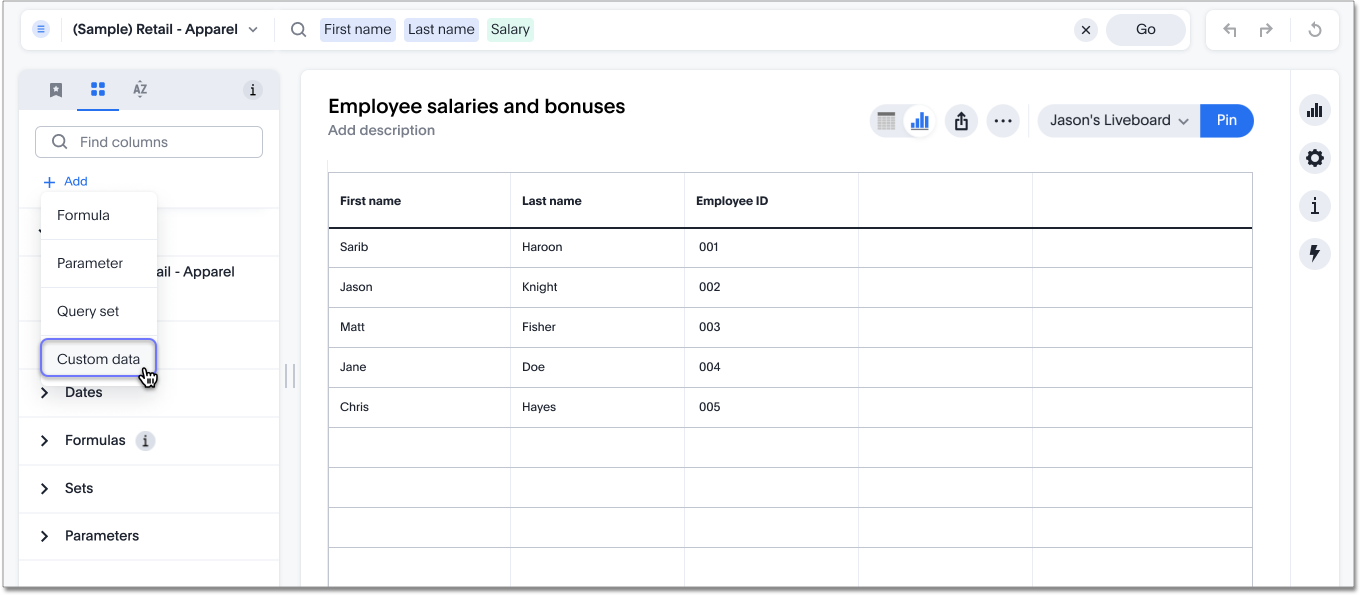 (Sample) Retail - Apparel
First name Last name Salary
Go
AZ
Find columns
+ Add
Formula
Parameter
Query set
Custom data
ail - Apparel
Dates
Formulas
Sets
Parameters
Employee salaries and bonuses
Add description
Jason's Liveboard
Pin
First name Last name Employee ID
Sarib Haroon 001
Jason Knight 002
Matt Fisher 003
Jane Doe 004
Chris Hayes 005